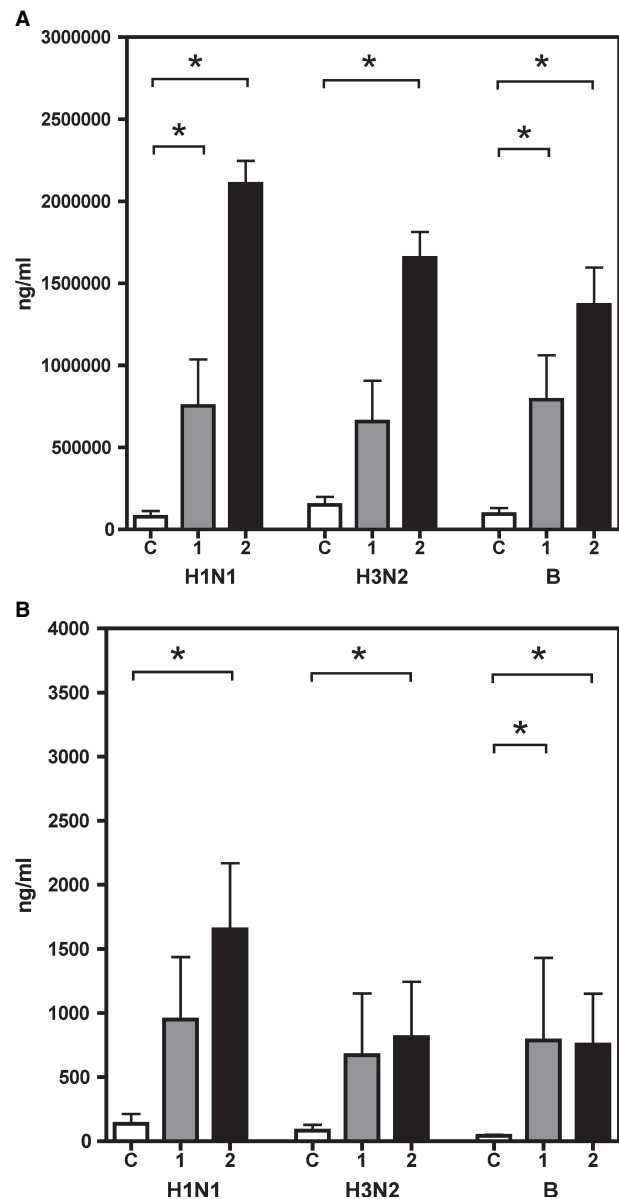 A
3000000
* * *
2500000
* *
2000000
ng/ml
1500000
1000000
500000
0
C 1 2 C 1 2 C 1 2
H1N1 H3N2 B
B
4000
* * *
3500
*
3000
2500
2000
ng/ml
1500
1000
500
0
C 1 2 C 1 2 C 1 2
H1N1 H3N2 B